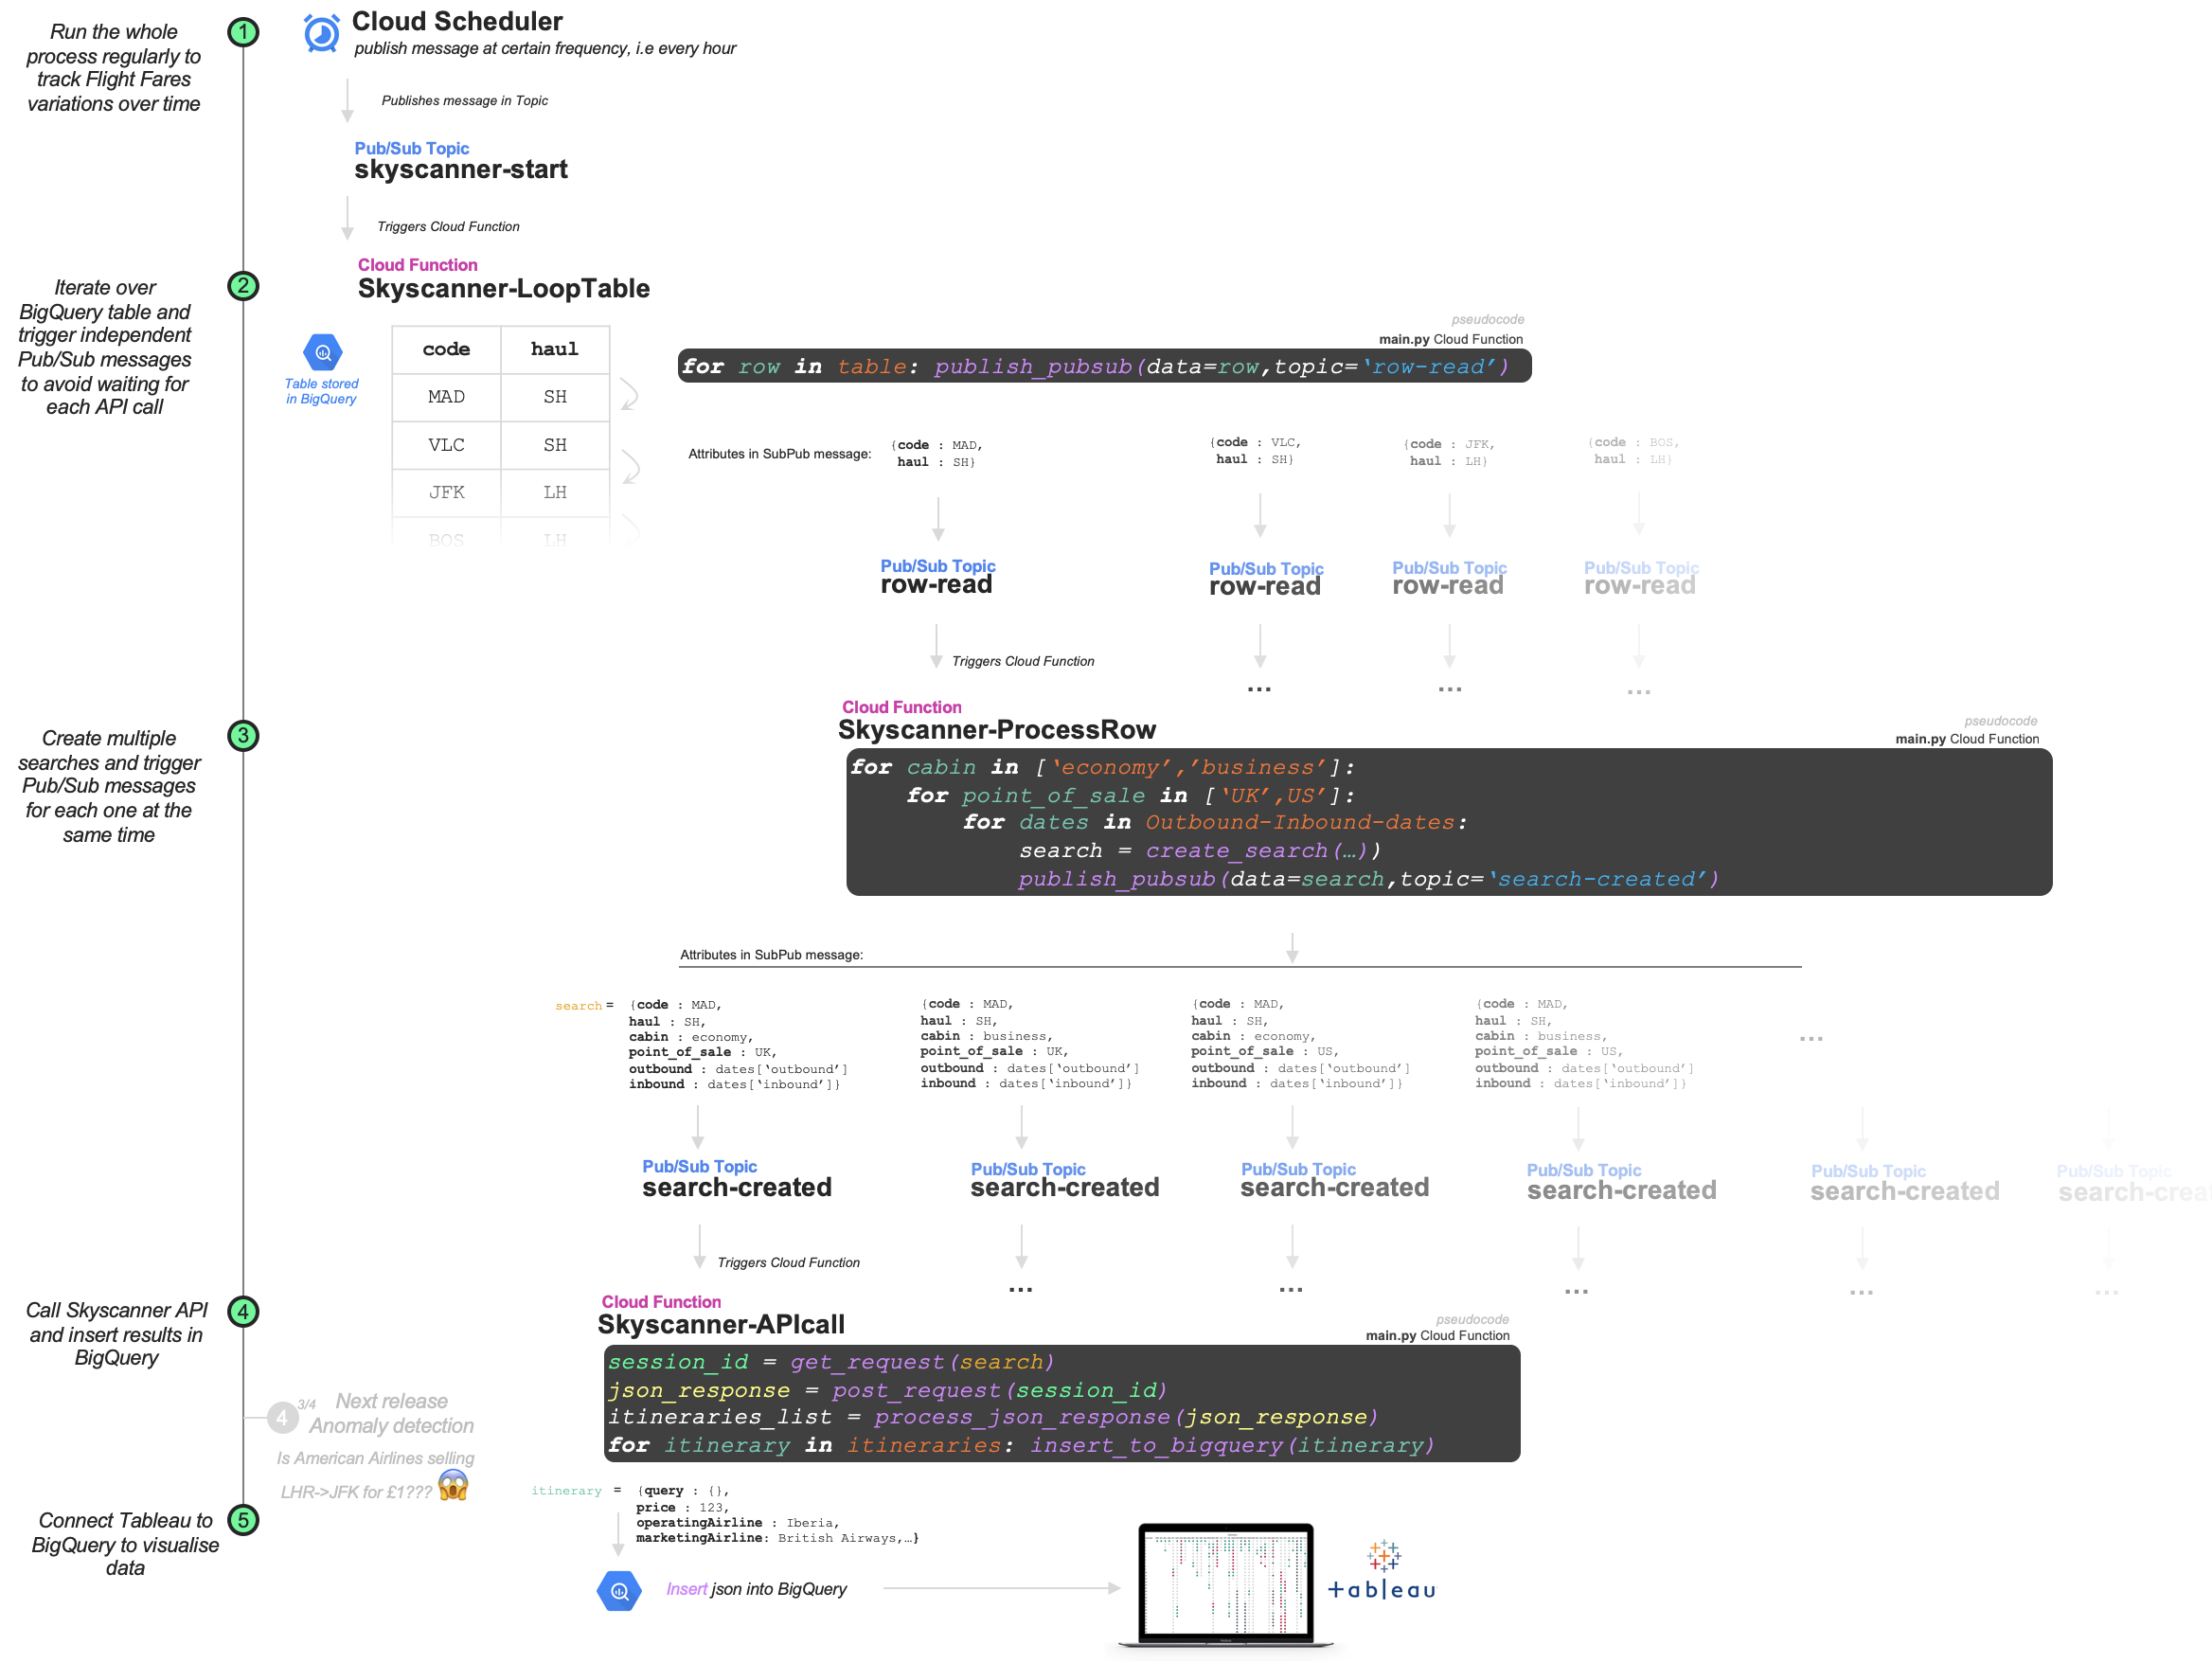 Run the whole
process regularly to
track Flight Fares
variations over time
1
Cloud Scheduler
publish message at certain frequency, i.e every hour
Publishes message in Topic
Pub/Sub Topic
skyscanner-start
Triggers Cloud Function
Iterate over
BigQuery table and
trigger independent
Pub/Sub messages
to avoid waiting for
each API call
2
Cloud Function
Skyscanner-LoopTable
Table stored
in BigQuery
code haul
MAD SH
VLC SH
JFK LH
BOS LH
pseudocode
main.py Cloud Function
for row in table: publish_pubsub(data=row,topic=‘row-read’)
Attributes in SubPub message:
{code : MAD,
haul : SH}
{code : VLC,
haul : SH}
{code : JFK,
haul : LH}
{code : BOS,
haul : LH}
Pub/Sub Topic
row-read
Pub/Sub Topic
row-read
Pub/Sub Topic
row-read
Pub/Sub Topic
row-read
Triggers Cloud Function
...
...
...
Create multiple
searches and trigger
Pub/Sub messages
for each one at the
same time
3
Cloud Function
Skyscanner-ProcessRow
pseudocode
main.py Cloud Function
for cabin in [‘economy’,’business’]:
for point_of_sale in [‘UK’,US’]:
for dates in Outbound-Inbound-dates:
search = create_search(…))
publish_pubsub(data=search,topic=‘search-created’)
Attributes in SubPub message:
search = {code : MAD,
haul : SH,
cabin : economy,
point_of_sale : UK,
outbound : dates[‘outbound’]
inbound : dates[‘inbound’]}
{code : MAD,
haul : SH,
cabin : business,
point_of_sale : UK,
outbound : dates[‘outbound’]
inbound : dates[‘inbound’]}
{code : MAD,
haul : SH,
cabin : economy,
point_of_sale : US,
outbound : dates[‘outbound’]
inbound : dates[‘inbound’]}
{code : MAD,
haul : SH,
cabin : business,
point_of_sale : US,
outbound : dates[‘outbound’]
inbound : dates[‘inbound’]}
...
Pub/Sub Topic
search-created
Pub/Sub Topic
search-created
Pub/Sub Topic
search-created
Pub/Sub Topic
search-created
Pub/Sub Topic
search-created
Pub/Sub Topic
search-creat
Triggers Cloud Function
...
...
...
...
...
Call Skyscanner API
and insert results in
BigQuery
4
Cloud Function
Skyscanner-APIcall
pseudocode
main.py Cloud Function
session_id = get_request(search)
json_response = post_request(session_id)
itineraries_list = process_json_response(json_response)
for itinerary in itineraries: insert_to_bigquery(itinerary)
4 3/4 Next release
Anomaly detection
Is American Airlines selling
LHR->JFK for £1???
itinerary = {query : {},
price : 123,
operatingAirline : Iberia,
marketingAirline: British Airways,…}
Connect Tableau to
BigQuery to visualise
data
5
Insert json into BigQuery
+ableau